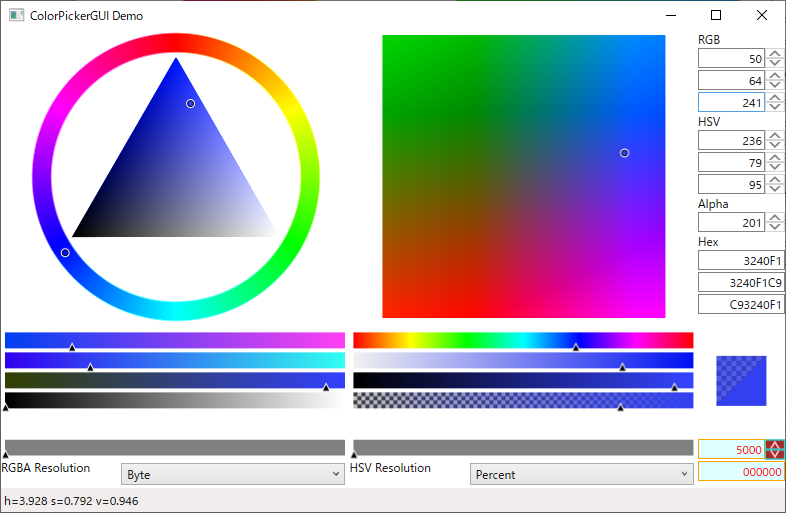 ColorPickerGUI Demo
RGB
50
64
241
HSV
236
79
95
Alpha
201
Hex
3240F1
3240F1C9
C93240F1
5000
RGBA Resolution
Byte
HSV Resolution
Percent
000000
h=3.928 s=0.792 v=0.946